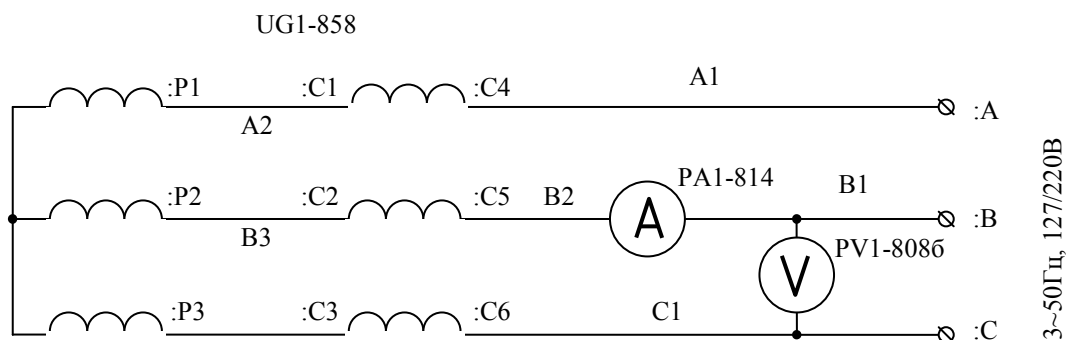 UG1-858
:P1 :C1 :C4 A1 :A
A2
:P2 :C2 :C5 B2 PA1-814 B1 :B
A
B3
PV1-808б
V
:P3 :C3 :C6 C1 :C
3~50Гц, 127/220В